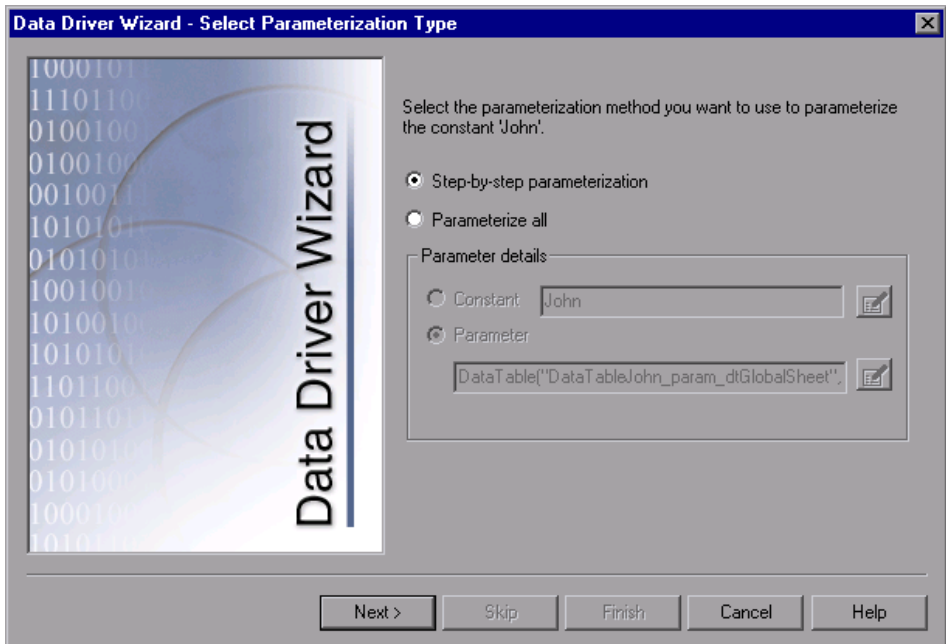 Data Driver Wizard - Select Parameterization Type
Data Driver Wizard
Select the parameterization method you want to use to parameterize
the constant 'John'.
Step-by-step parameterization
Parameterize all
Parameter details
Constant
John
Parameter
DataTable("DataTableJohn_param_dtGlobalSheet",
Next >
Skip
Finish
Cancel
Help